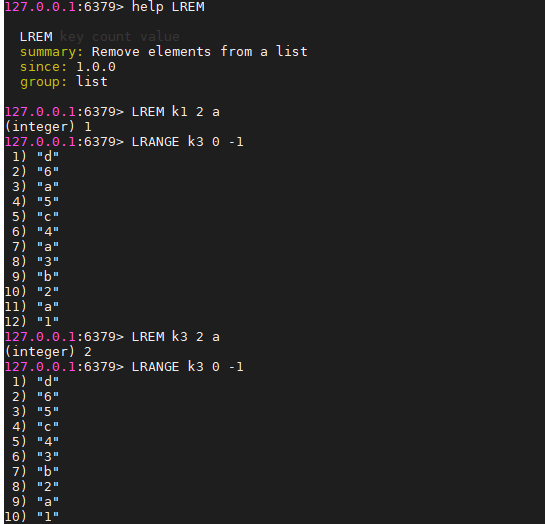 127.0.0.1:6379> help LREM
LREM key count value
summary: Remove elements from a list
since: 1.0.0
group: list
127.0.0.1:6379> LREM k1 2 a
(integer) 1
127.0.0.1:6379> LRANGE k3 0 -1
1) "d"
2) "6"
3) "a"
4) "5"
5) "c"
6) "4"
7) "a"
8) "3"
9) "b"
10) "2"
11) "a"
12) "1"
127.0.0.1:6379> LREM k3 2 a
(integer) 2
127.0.0.1:6379> LRANGE k3 0 -1
1) "d"
2) "6"
3) "5"
4) "c"
5) "4"
6) "3"
7) "b"
8) "2"
9) "a"
10) "1"